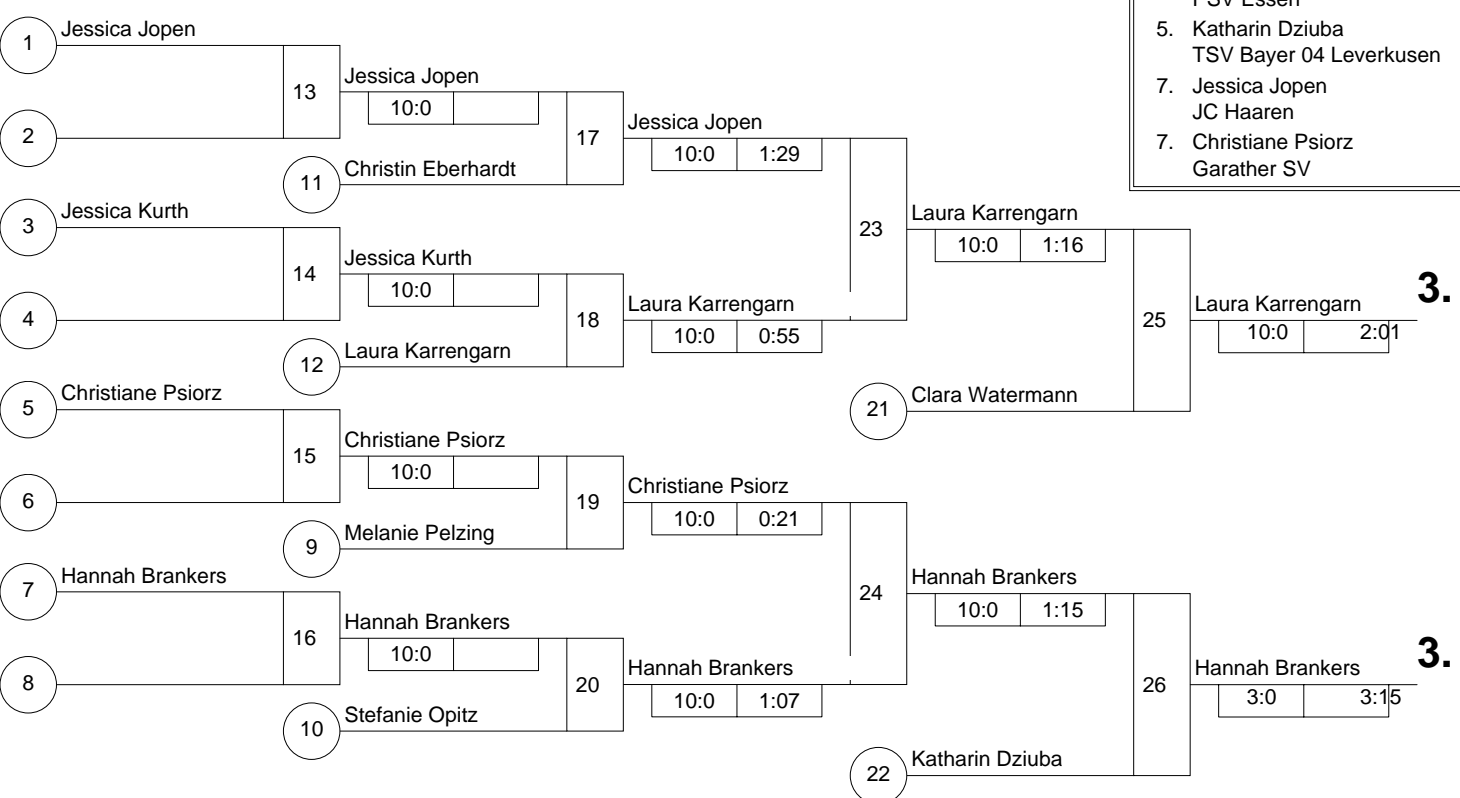 PSV Essen
5. Katharin Dziuba
TSV Bayer 04 Leverkusen
7. Jessica Jopen
JC Haaren
7. Christiane Psiorz
Garather SV
1 Jessica Jopen
2
13 Jessica Jopen
10:0
11 Christin Eberhardt
17 Jessica Jopen
10:0 1:29
3 Jessica Kurth
4
14 Jessica Kurth
10:0
12 Laura Karrengarn
18 Laura Karrengarn
10:0 0:55
23 Laura Karrengarn
10:0 1:16
21 Clara Watermann
25 Laura Karrengarn 3.
10:0 2:01
5 Christiane Psiorz
6
15 Christiane Psiorz
10:0
9 Melanie Pelzing
19 Christiane Psiorz
10:0 0:21
7 Hannah Brankers
8
16 Hannah Brankers
10:0
10 Stefanie Opitz
20 Hannah Brankers
10:0 1:07
24 Hannah Brankers
10:0 1:15
22 Katharin Dziuba
26 Hannah Brankers 3.
3:0 3:15